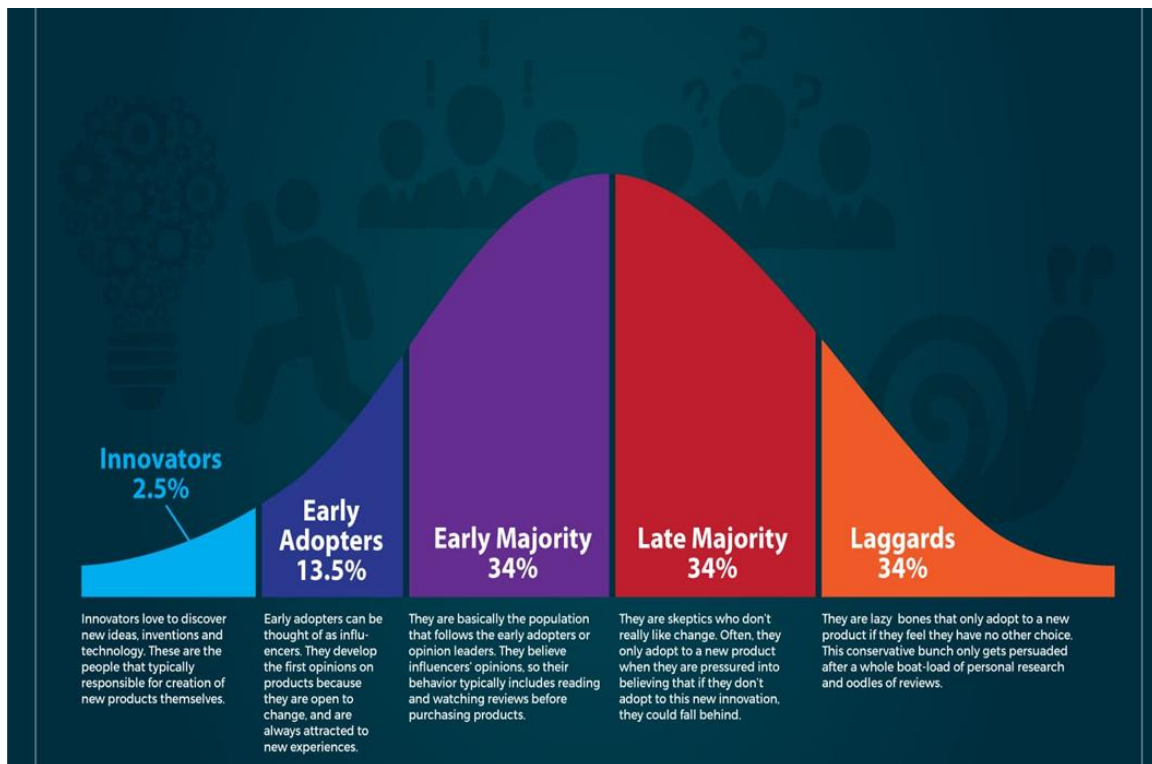 Innovators
2.5%
Early
Adopters
13.5%
Early Majority
34%
Late Majority
34%
Laggards
34%
Innovators love to discover
new ideas, inventions and
technology. These are the
people that typically
responsible for creation of
new products themselves.
Early adopters can be
thought of as influ-
encers. They develop
the first opinions on
products because
they are open to
change, and are
always attracted to
new experiences.
They are basically the population
that follows the early adopters or
opinion leaders. They believe
influencers' opinions, so their
behavior typically includes reading
and watching reviews before
purchasing products.
They are skeptics who don't
really like change. Often, they
only adopt to a new product
when they are pressured into
believing that if they don't
adopt to this new innovation,
they could fall behind.
They are lazy bones that only adopt to a new
product if they feel they have no other choice.
This conservative bunch only gets persuaded
after a whole boat-load of personal research
and oodles of reviews.